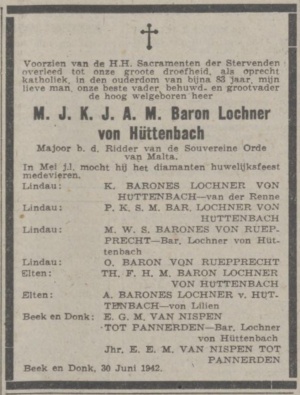 Voorzien van de H.H. Sacramenten der Stervenden
overleed tot onze groote droefheid, als oprecht
katholiek, in den ouderdom van bijna 83 jaar, mijn
lieve man, onze beste vader, behuwd- en grootvader
de hoog welgeboren heer
M. J. K. J. A. M. Baron Lochner
von Hüttenbach
Majoor b. d. Ridder van de Souvereine Orde
van Malta.
In Mei j.l. mocht hij het diamanten huwelijksfeest
medevieren.
Lindau: K. BARONES LOCHNER VON
HUTTENBACH—van der Renne
Lindau: P. K. S. M. BAR. LOCHNER VON
HUTTENBACH
Lindau: M. W. S. BARONES VON RUEP-
PRECHT—Bar. Lochner von Hüt-
tenbach
Lindau: O. BARON VON RUEPPRECHT
Elten: TH. F. H. M. BARON LOCHNER
VON HUTTENBACH
Elten: A. BARONES LOCHNER v. HUT-
TENBACH—von Lilien
Beek en Donk: E. G. M. VAN NISPEN
TOT PANNERDEN—Bar. Lochner
von Hüttenbach
Jhr. E. E. M. VAN NISPEN TOT
PANNERDEN
Beek en Donk, 30 Juni 1942.